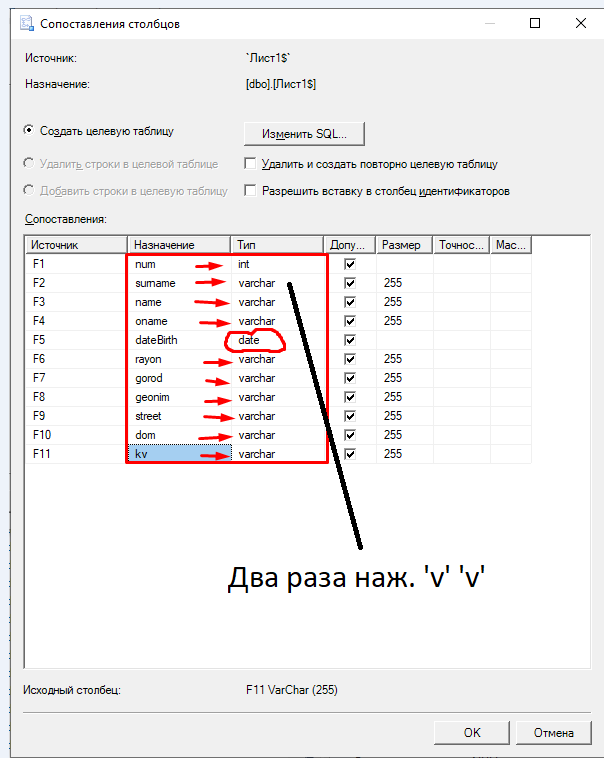 Сопоставления столбцов
Источник: `Лист1$`
Назначение: [dbo].[Лист1$]
Создать целевую таблицу Изменить SQL...
Удалить строки в целевой таблице Удалить и создать повторно целевую таблицу
Добавить строки в целевую таблицу Разрешить вставку в столбец идентификаторов
Сопоставления:
Источник Назначение Тип Допу... Размер Точнос... Мас...
F1 num int
F2 surname varchar 255
F3 name varchar 255
F4 oname varchar 255
F5 dateBirth date
F6 rayon varchar 255
F7 gorod varchar 255
F8 geonim varchar 255
F9 street varchar 255
F10 dom varchar 255
F11 kv varchar 255
Два раза наж. 'v' 'v'
Исходный столбец: F11 VarChar (255)
OK Отмена